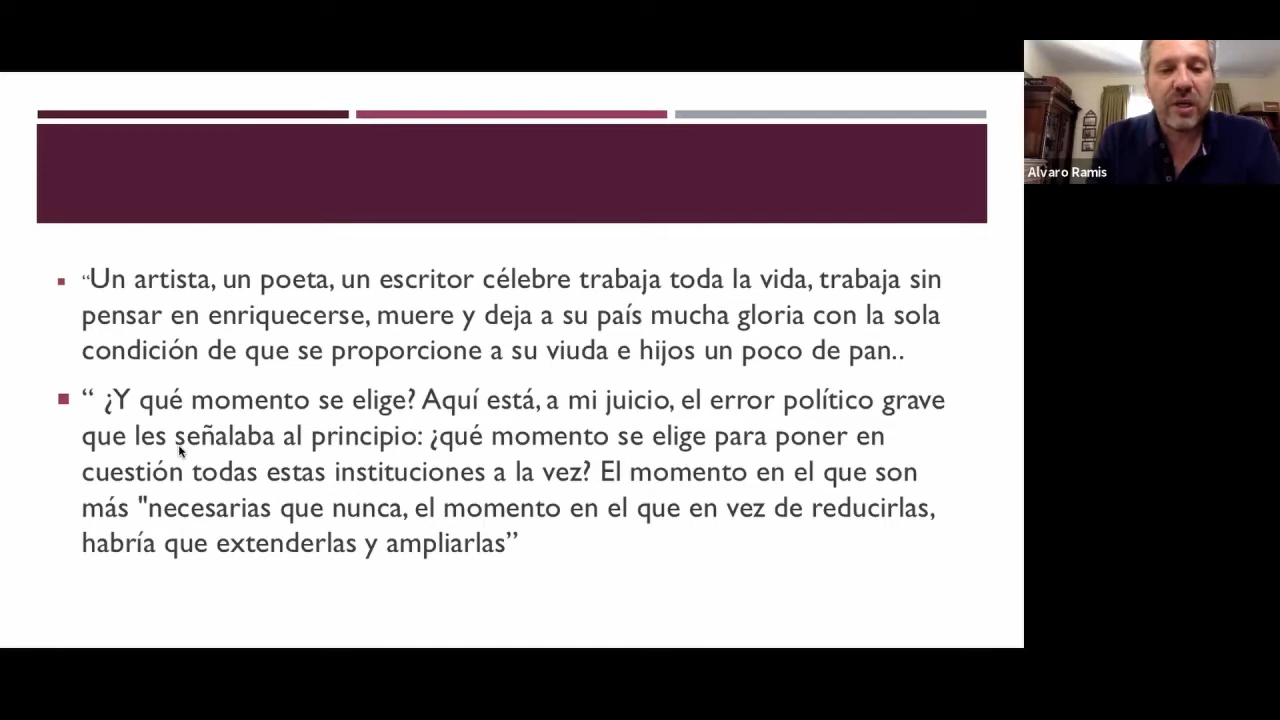 “Un artista, un poeta, un escritor célebre trabaja toda la vida, trabaja sin
pensar en enriquecerse, muere y deja a su país mucha gloria con la sola
condición de que se proporcione a su viuda e hijos un poco de pan..
“ ¿Y qué momento se elige? Aquí está, a mi juicio, el error político grave
que les señalaba al principio: ¿qué momento se elige para poner en
cuestión todas estas instituciones a la vez? El momento en el que son
más "necesarias que nunca, el momento en el que en vez de reducirlas,
habría que extenderlas y ampliarlas”
Alvaro Ramis